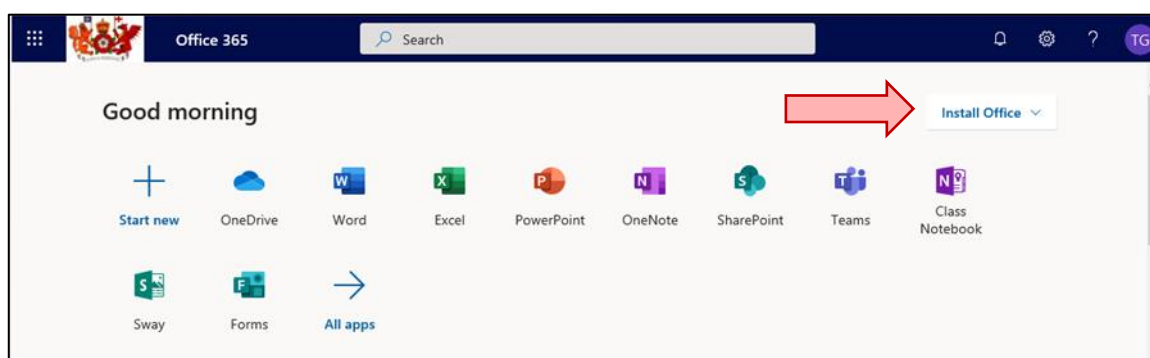 Office 365
Search
?
TG
Good morning
Install Office
Start new
OneDrive
Word
Excel
PowerPoint
OneNote
SharePoint
Teams
Class
Notebook
Sway
Forms
All apps